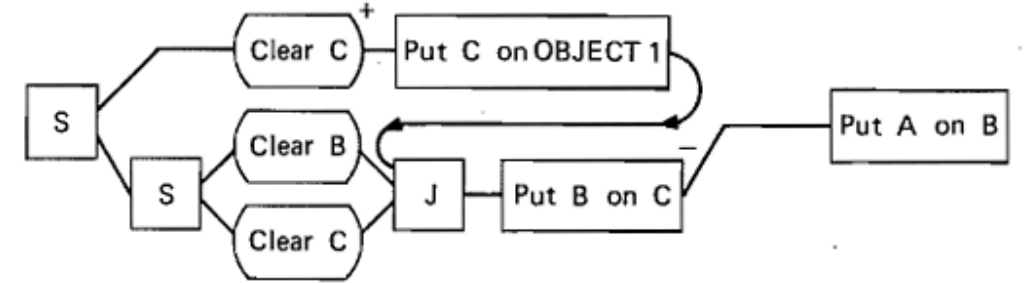 +
Clear C
Put C on OBJECT 1
S
Clear B
Put A on B
S
J
Put B on C
−
Clear C